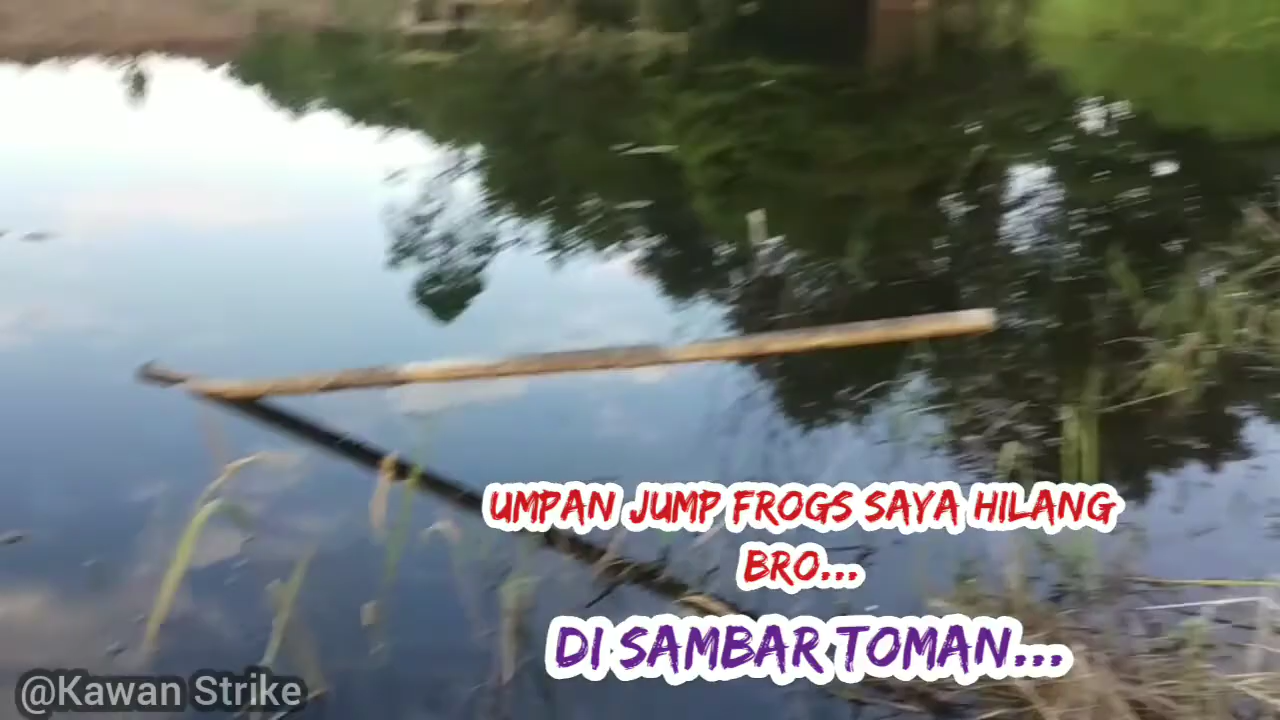 UMPAN JUMP FROGS SAYA HILANG
BRO...
DI SAMBAR TOMAN...
@Kawan Strike